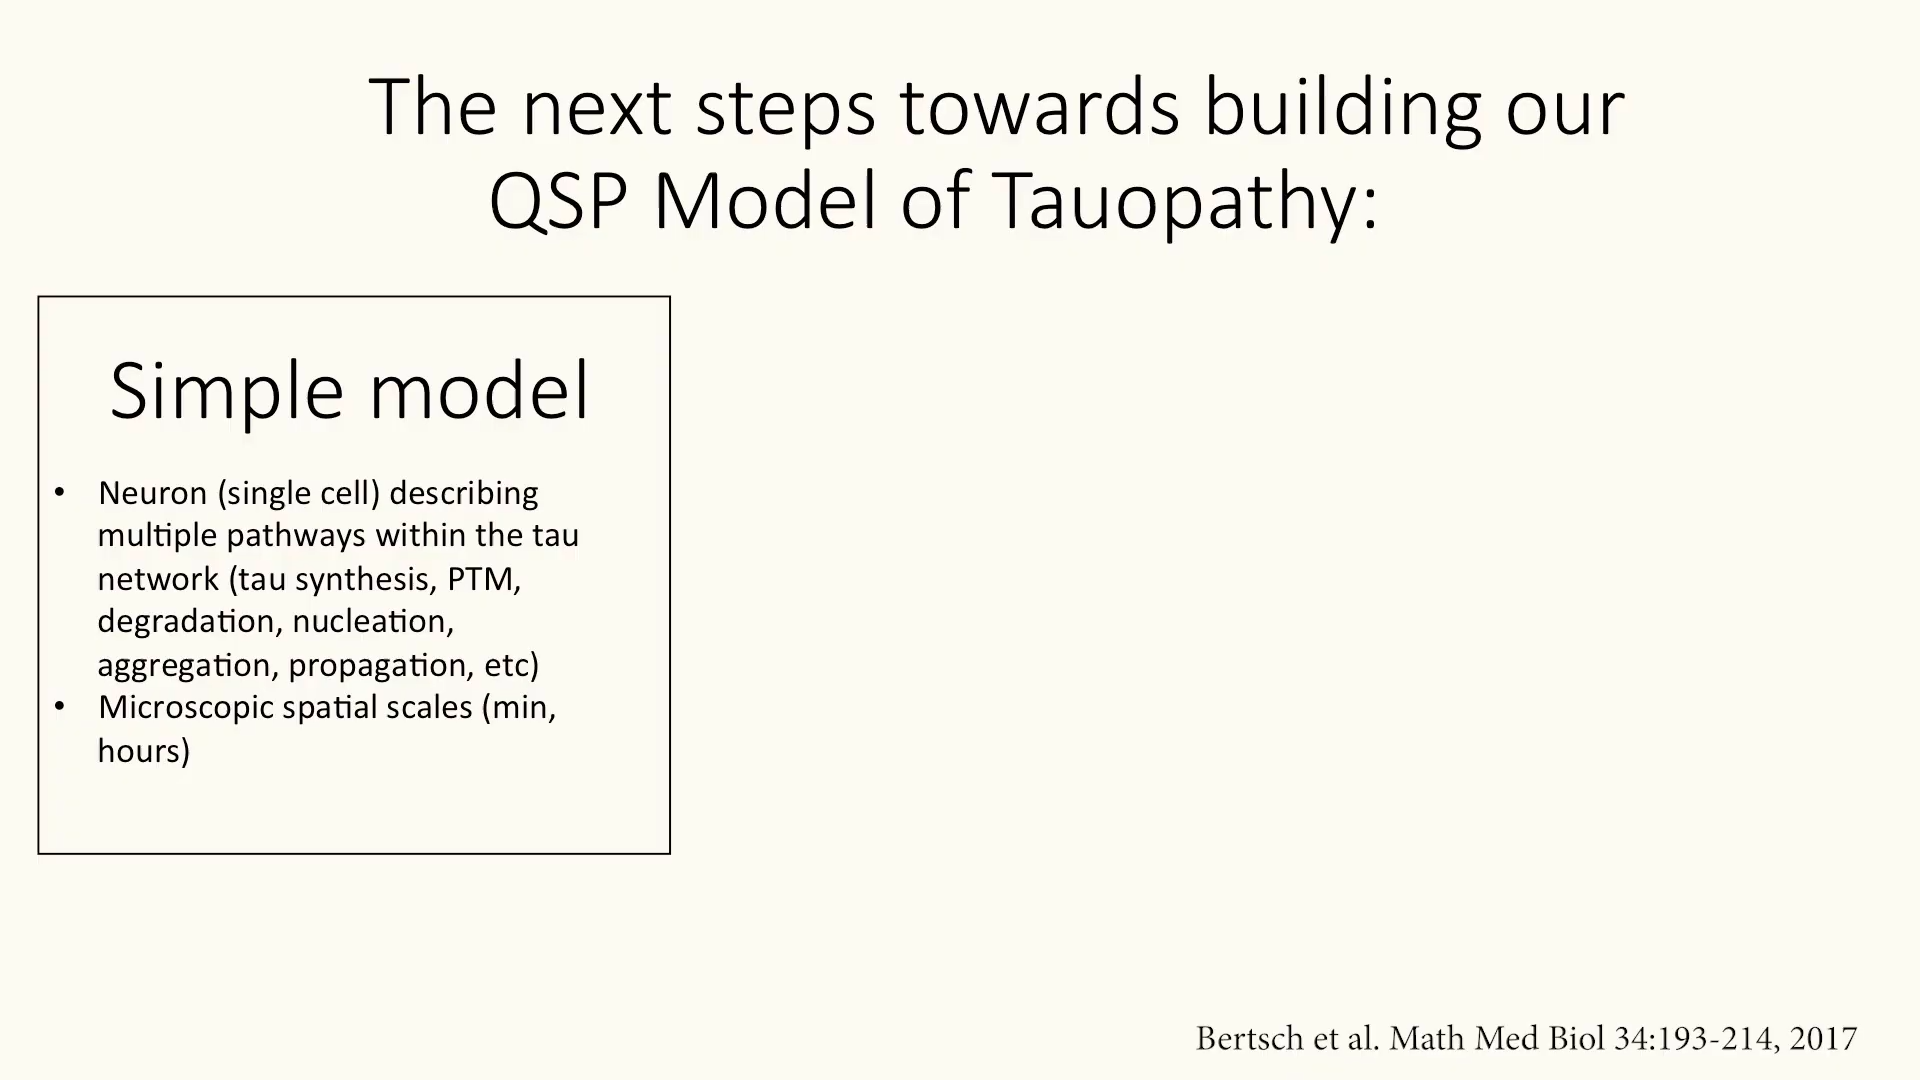 The next steps towards building our
QSP Model of Tauopathy:
Simple model
• Neuron (single cell) describing
multiple pathways within the tau
network (tau synthesis, PTM,
degradation, nucleation,
aggregation, propagation, etc)
• Microscopic spatial scales (min,
hours)
Bertsch et al. Math Med Biol 34:193-214, 2017